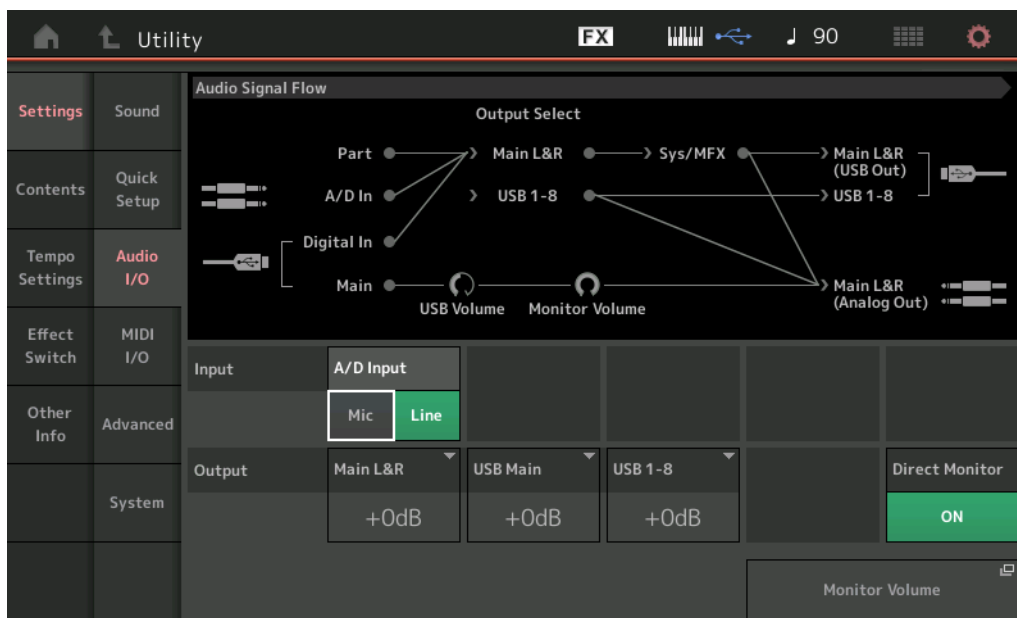 Utility
FX
♩ 90
Settings
Sound
Contents
Quick
Setup
Tempo
Settings
Audio
I/O
Effect
Switch
MIDI
I/O
Other
Info
Advanced
System
Audio Signal Flow
Output Select
Part
Main L&R
Sys/MFX
Main L&R
(USB Out)
A/D In
USB 1-8
USB 1-8
Digital In
Main
USB Volume
Monitor Volume
Main L&R
(Analog Out)
Input
A/D Input
Mic
Line
Output
Main L&R
USB Main
USB 1-8
Direct Monitor
+0dB
+0dB
+0dB
ON
Monitor Volume